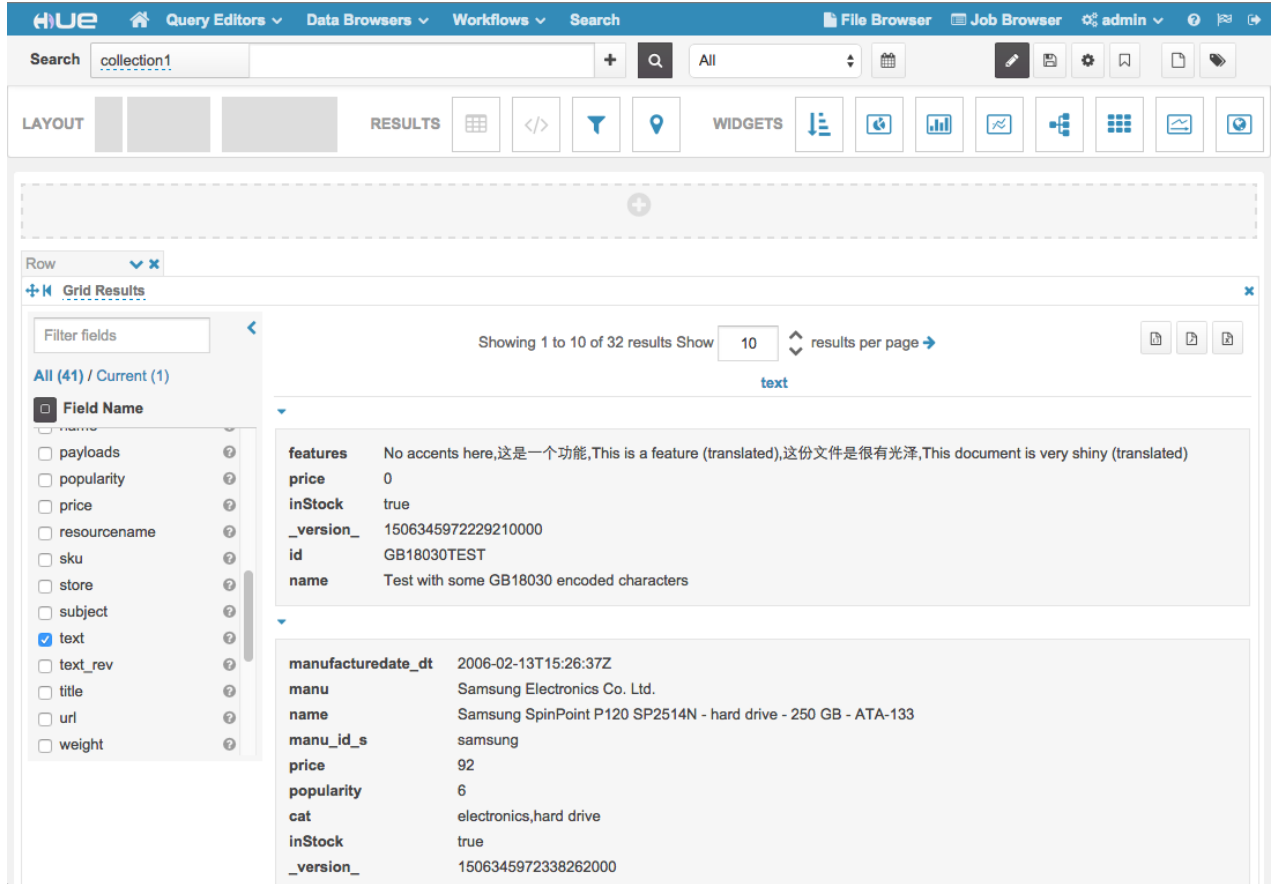 HUE Query Editors Data Browsers Workflows Search File Browser Job Browser admin
Search collection1 All
LAYOUT RESULTS WIDGETS
Row
Grid Results
Filter fields
Showing 1 to 10 of 32 results Show 10 results per page
All (41) / Current (1)
text
Field Name
name
payloads
popularity
price
resourcename
sku
store
subject
text
text_rev
title
url
weight
features No accents here,这是一个功能,This is a feature (translated),这份文件是很有光泽,This document is very shiny (translated)
price 0
inStock true
_version_ 1506345972229210000
id GB18030TEST
name Test with some GB18030 encoded characters
manufacturedate_dt 2006-02-13T15:26:37Z
manu Samsung Electronics Co. Ltd.
name Samsung SpinPoint P120 SP2514N - hard drive - 250 GB - ATA-133
manu_id_s samsung
price 92
popularity 6
cat electronics,hard drive
inStock true
_version_ 1506345972338262000